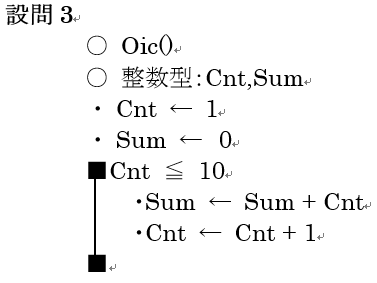 設問 3
○ Oic()
○ 整数型:Cnt,Sum
・ Cnt ← 1
・ Sum ← 0
■Cnt ≦ 10
・Sum ← Sum + Cnt
・Cnt ← Cnt + 1
■